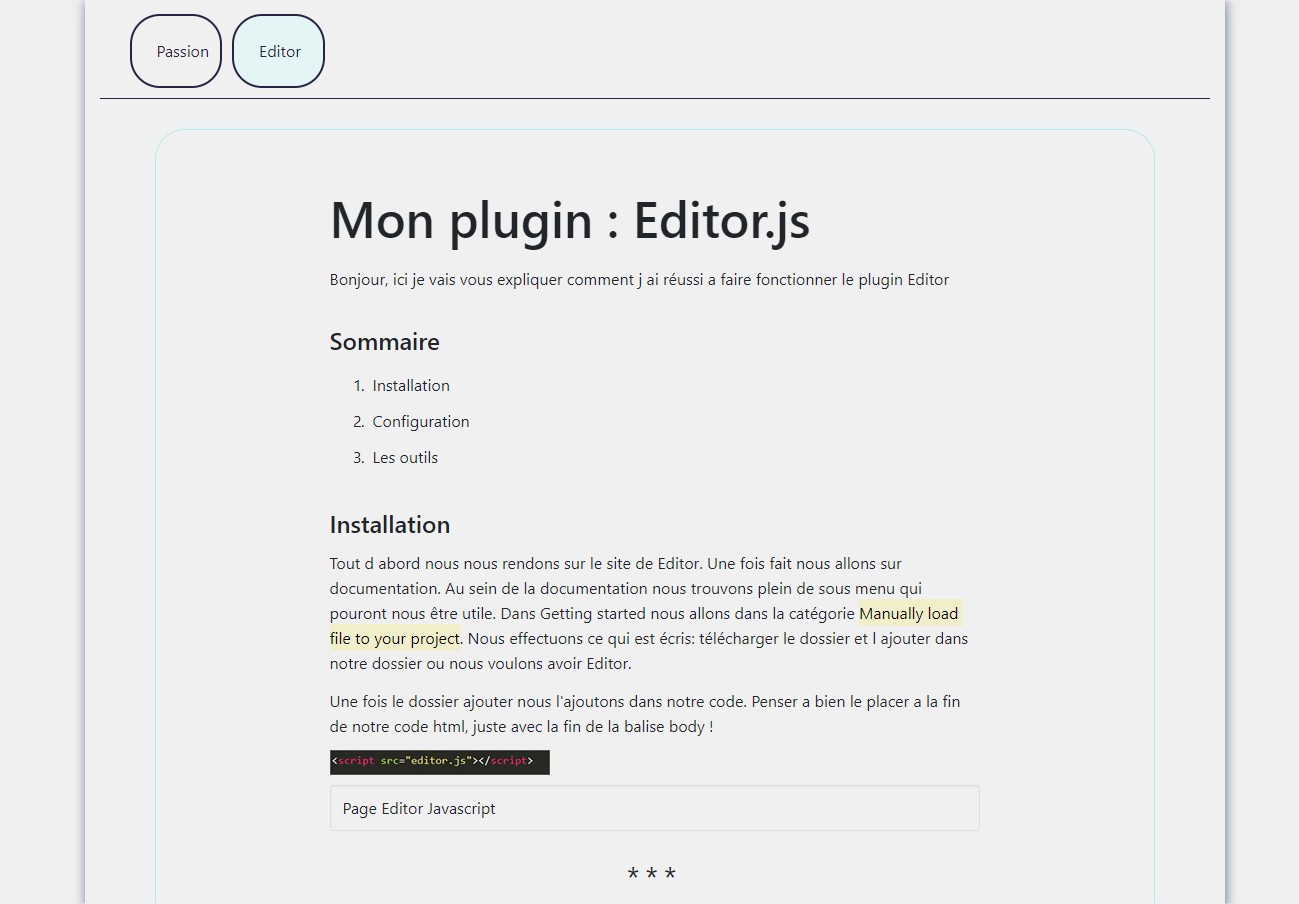 Passion
Editor
Mon plugin : Editor.js
Bonjour, ici je vais vous expliquer comment j ai réussi a faire fonctionner le plugin Editor
Sommaire
1. Installation
2. Configuration
3. Les outils
Installation
Tout d abord nous nous rendons sur le site de Editor. Une fois fait nous allons sur
documentation. Au sein de la documentation nous trouvons plein de sous menu qui
pouront nous être utile. Dans Getting started nous allons dans la catégorie Manually load
file to your project. Nous effectuons ce qui est écris: télécharger le dossier et l ajouter dans
notre dossier ou nous voulons avoir Editor.
Une fois le dossier ajouter nous l'ajoutons dans notre code. Penser a bien le placer a la fin
de notre code html, juste avec la fin de la balise body !
<script src="editor.js"></script>
Page Editor Javascript
* * *